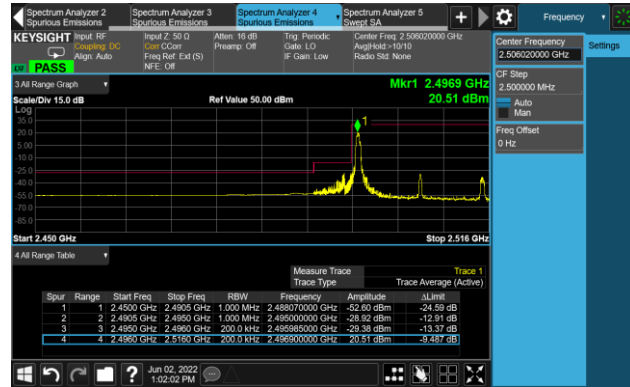 Spectrum Analyzer 2
Spurious Emissions
Spectrum Analyzer 3
Spurious Emissions
Spectrum Analyzer 4
Spurious Emissions
Spectrum Analyzer 5
Swept SA
+
Frequency
KEYSIGHT
Input: RF
Coupling: DC
Align: Auto
Input Z: 50 Ω
Corr CCorr
Freq Ref: Ext (S)
NFE: Off
Atten: 16 dB
Preamp: Off
Trig: Periodic
Gate: LO
IF Gain: Low
Center Freq: 2.506020000 GHz
Avg|Hold:>10/10
Radio Std: None
PASS
Center Frequency
2.506020000 GHz
Settings
CF Step
2.500000 MHz
Auto
Man
Freq Offset
0 Hz
3 All Range Graph
Mkr1 2.4969 GHz
Scale/Div 15.0 dB
Ref Value 50.00 dBm
20.51 dBm
Log
35.0
20.0
5.00
-10.0
-25.0
-40.0
-55.0
-70.0
-85.0
1
Start 2.450 GHz
Stop 2.516 GHz
4 All Range Table
Measure Trace Trace 1
Trace Type Trace Average (Active)
Spur Range Start Freq Stop Freq RBW Frequency Amplitude ΔLimit
1 1 2.4500 GHz 2.4905 GHz 1.000 MHz 2.488070000 GHz -52.60 dBm -24.59 dB
2 2 2.4905 GHz 2.4950 GHz 1.000 MHz 2.495000000 GHz -28.92 dBm -12.91 dB
3 3 2.4950 GHz 2.4960 GHz 200.0 kHz 2.495985000 GHz -29.38 dBm -13.37 dB
4 4 2.4960 GHz 2.5160 GHz 200.0 kHz 2.496900000 GHz 20.51 dBm -9.487 dB
?
Jun 02, 2022
1:02:02 PM